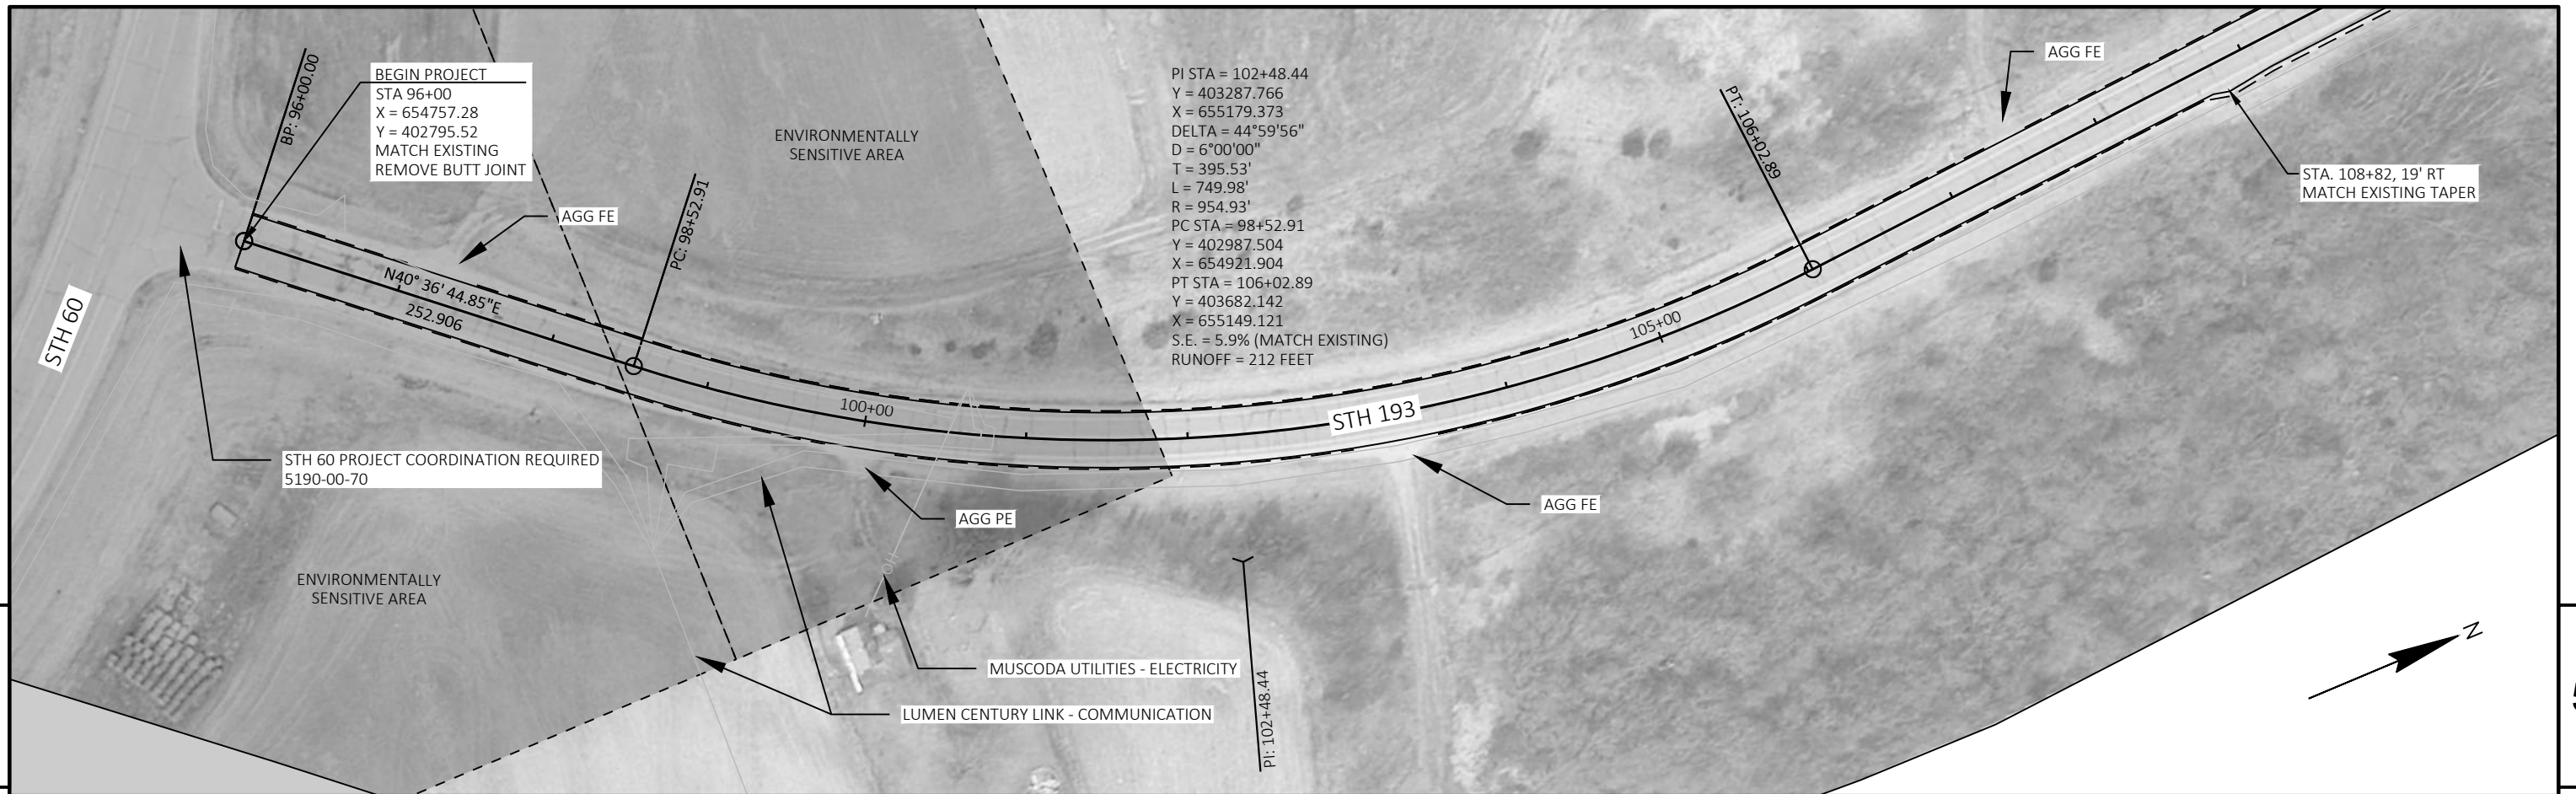 BEGIN PROJECT
STA 96+00
X = 654757.28
Y = 402795.52
MATCH EXISTING
REMOVE BUTT JOINT
BP: 96+00.00
AGG FE
PC: 98+52.91
ENVIRONMENTALLY
SENSITIVE AREA
PI STA = 102+48.44
Y = 403287.766
X = 655179.373
DELTA = 44°59'56"
D = 6°00'00"
T = 395.53'
L = 749.98'
R = 954.93'
PC STA = 98+52.91
Y = 402987.504
X = 654921.904
PT STA = 106+02.89
Y = 403682.142
X = 655149.121
S.E. = 5.9% (MATCH EXISTING)
RUNOFF = 212 FEET
PT: 106+02.89
AGG FE
STA. 108+82, 19' RT
MATCH EXISTING TAPER
N40° 36' 44.85"E
252.906
STH 60
100+00
STH 193
105+00
STH 60 PROJECT COORDINATION REQUIRED
5190-00-70
AGG PE
AGG FE
ENVIRONMENTALLY
SENSITIVE AREA
OH
MUSCODA UTILITIES - ELECTRICITY
LUMEN CENTURY LINK - COMMUNICATION
PI: 102+48.44
N